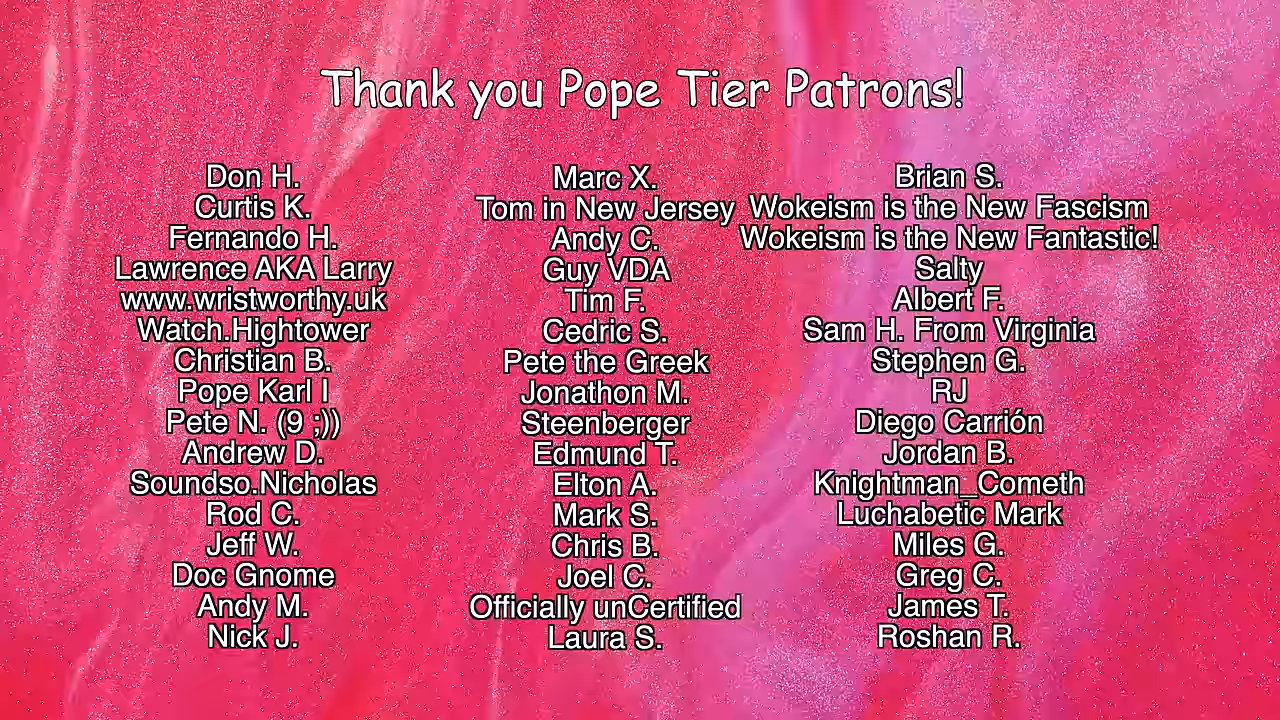 Thank you Pope Tier Patrons!
Don H.
Curtis K.
Fernando H.
Lawrence AKA Larry
www.wristworthy.uk
Watch.Hightower
Christian B.
Pope Karl I
Pete N. (9 ;))
Andrew D.
Soundso.Nicholas
Rod C.
Jeff W.
Doc Gnome
Andy M.
Nick J.
Marc X.
Tom in New Jersey
Andy C.
Guy VDA
Tim F.
Cedric S.
Pete the Greek
Jonathon M.
Steenberger
Edmund T.
Elton A.
Mark S.
Chris B.
Joel C.
Officially unCertified
Laura S.
Brian S.
Wokeism is the New Fascism
Wokeism is the New Fantastic!
Salty
Albert F.
Sam H. From Virginia
Stephen G.
RJ
Diego Carrión
Jordan B.
Knightman_Cometh
Luchabetic Mark
Miles G.
Greg C.
James T.
Roshan R.